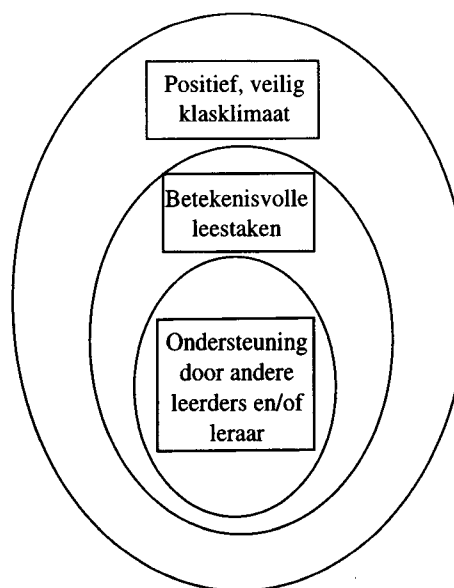 Positief, veilig
klasklimaat
Betekenisvolle
leestaken
Ondersteuning
door andere
leerders en/of
leraar